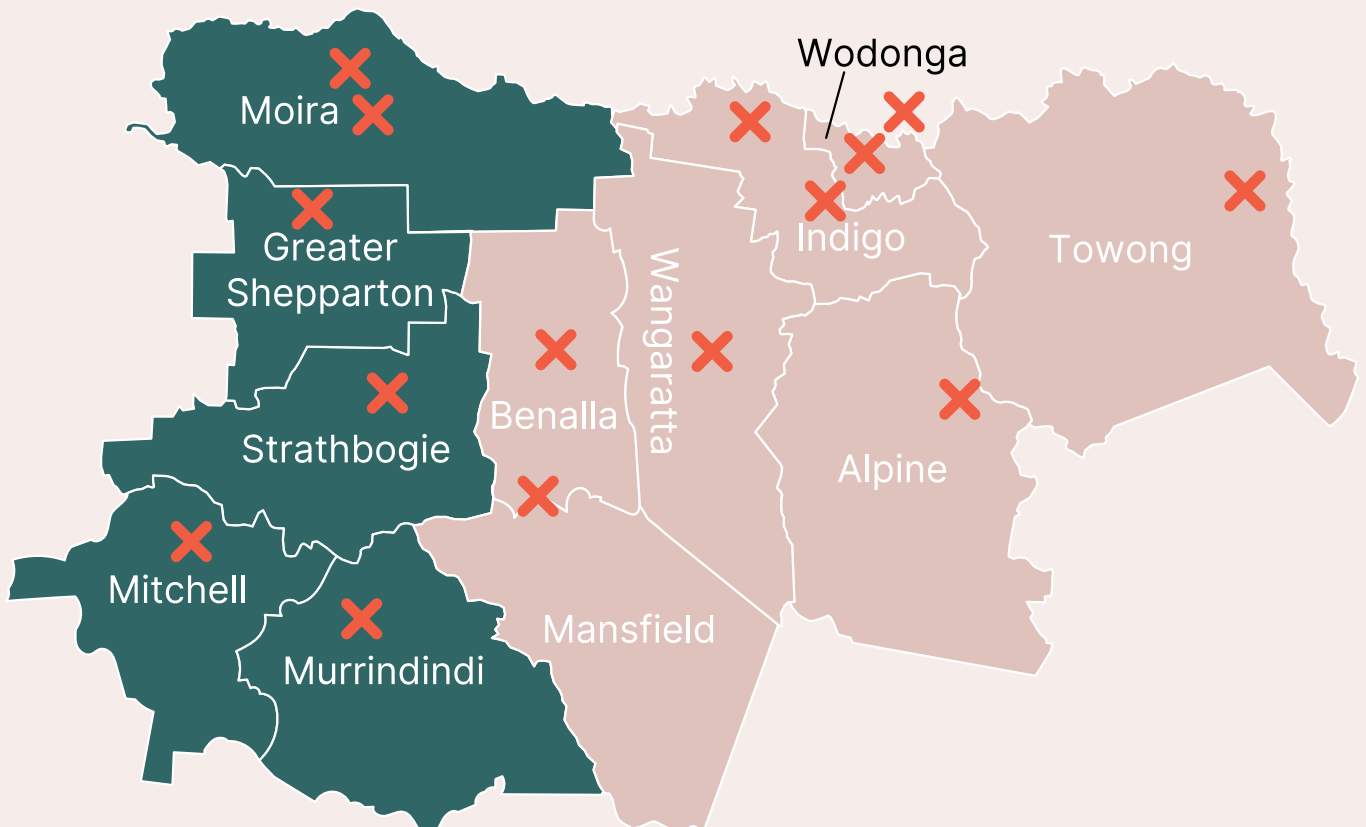 Wodonga
Moira
Indigo
Greater
Shepparton
Towong
Wangaratta
Benalla
Strathbogie
Alpine
Mitchell
Mansfield
Murrindindi